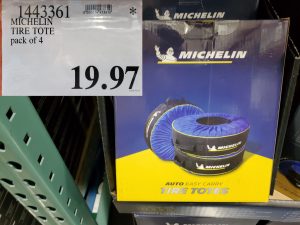 1443361 *
MICHELIN
TIRE TOTE
pack of 4
19.97
MICHELIN
MICHELIN
MICHELIN
AUTO EASY CARRY
TIRE TOTES